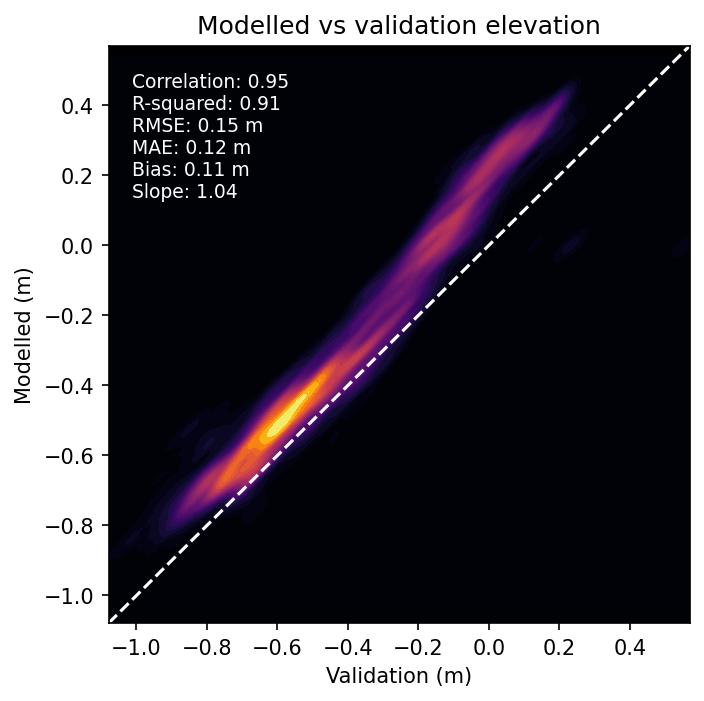 Modelled vs validation elevation
Correlation: 0.95
R-squared: 0.91
RMSE: 0.15 m
MAE: 0.12 m
Bias: 0.11 m
Slope: 1.04
Modelled (m)
0.4
0.2
0.0
−0.2
−0.4
−0.6
−0.8
−1.0
−1.0 −0.8 −0.6 −0.4 −0.2 0.0 0.2 0.4
Validation (m)